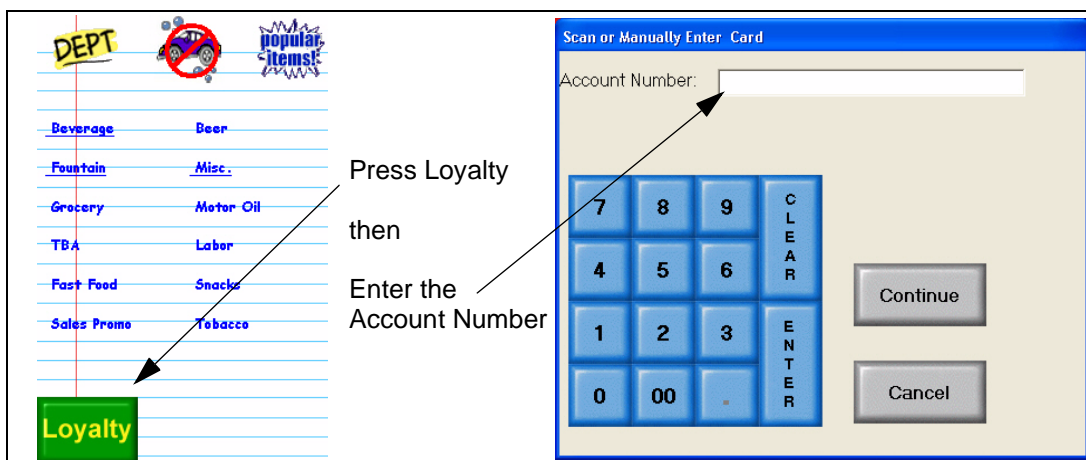 DEPT
popular
items!
Beverage Beer
Fountain Misc.
Grocery Motor Oil
TBA Labor
Fast Food Snacks
Sales Promo Tobacco
Loyalty
Press Loyalty
then
Enter the
Account Number
Scan or Manually Enter Card
Account Number:
7 8 9 CLEAR
4 5 6
1 2 3 ENTER
0 00 .
Continue
Cancel